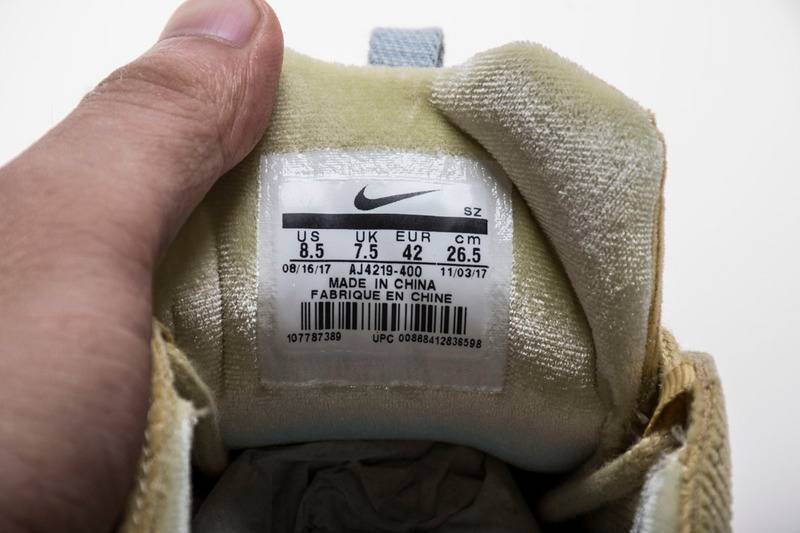 SZ
US UK EUR cm
8.5 7.5 42 26.5
08/16/17 AJ4219-400 11/03/17
MADE IN CHINA
FABRIQUE EN CHINE
107787389 UPC 00888412836598